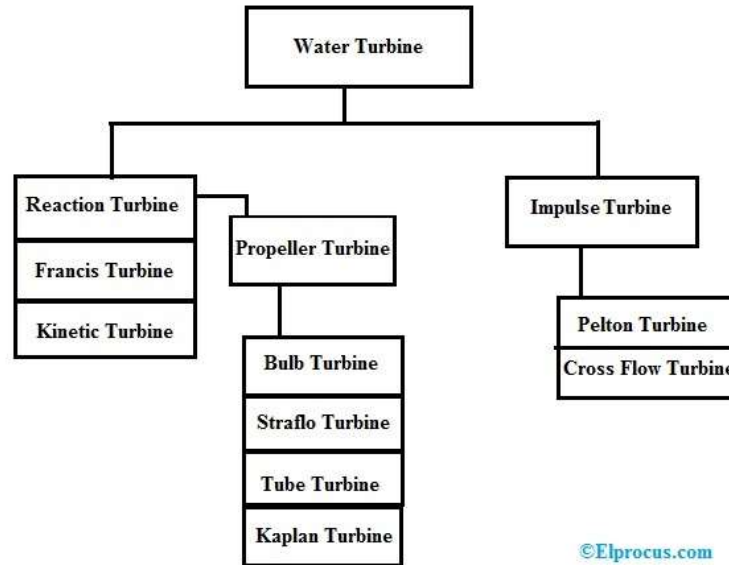 Water Turbine
Reaction Turbine
Francis Turbine
Kinetic Turbine
Propeller Turbine
Bulb Turbine
Straflo Turbine
Tube Turbine
Kaplan Turbine
Impulse Turbine
Pelton Turbine
Cross Flow Turbine
©Elprocus.com